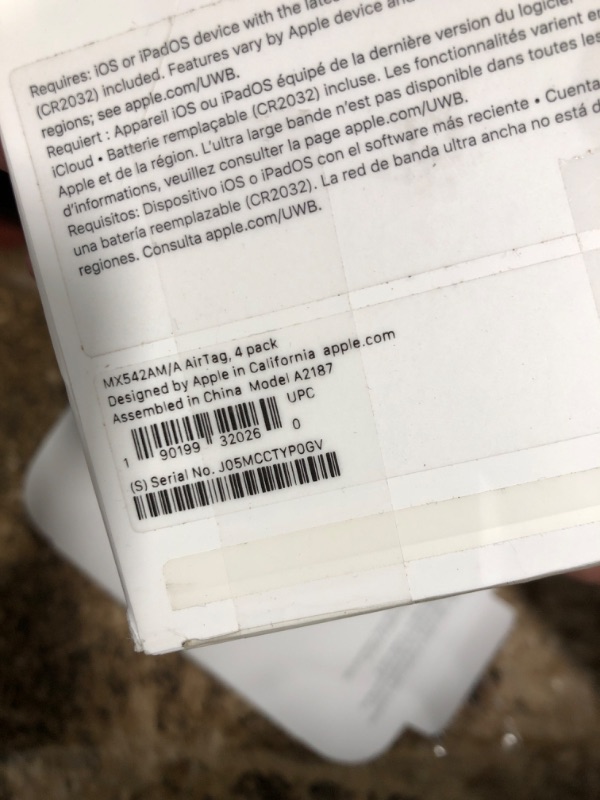 Requires: iOS or iPadOS device with the latest
(CR2032) included. Features vary by Apple device and
regions; see apple.com/UWB.
Requiert : Appareil iOS ou iPadOS équipé de la dernière version du logiciel
iCloud • Batterie remplaçable (CR2032) incluse. Les fonctionnalités varient en
Apple et de la région. L'ultra large bande n'est pas disponible dans toutes les
d'informations, veuillez consulter la page apple.com/UWB.
Requisitos: Dispositivo iOS o iPadOS con el software más reciente • Cuenta
una batería reemplazable (CR2032). La red de banda ultra ancha no está d
regiones. Consulta apple.com/UWB.
MX542AM/A AirTag, 4 pack
Designed by Apple in California apple.com
Assembled in China Model A2187
UPC
1 90199 32026 0
(S) Serial No. J05MCCTYP0GV